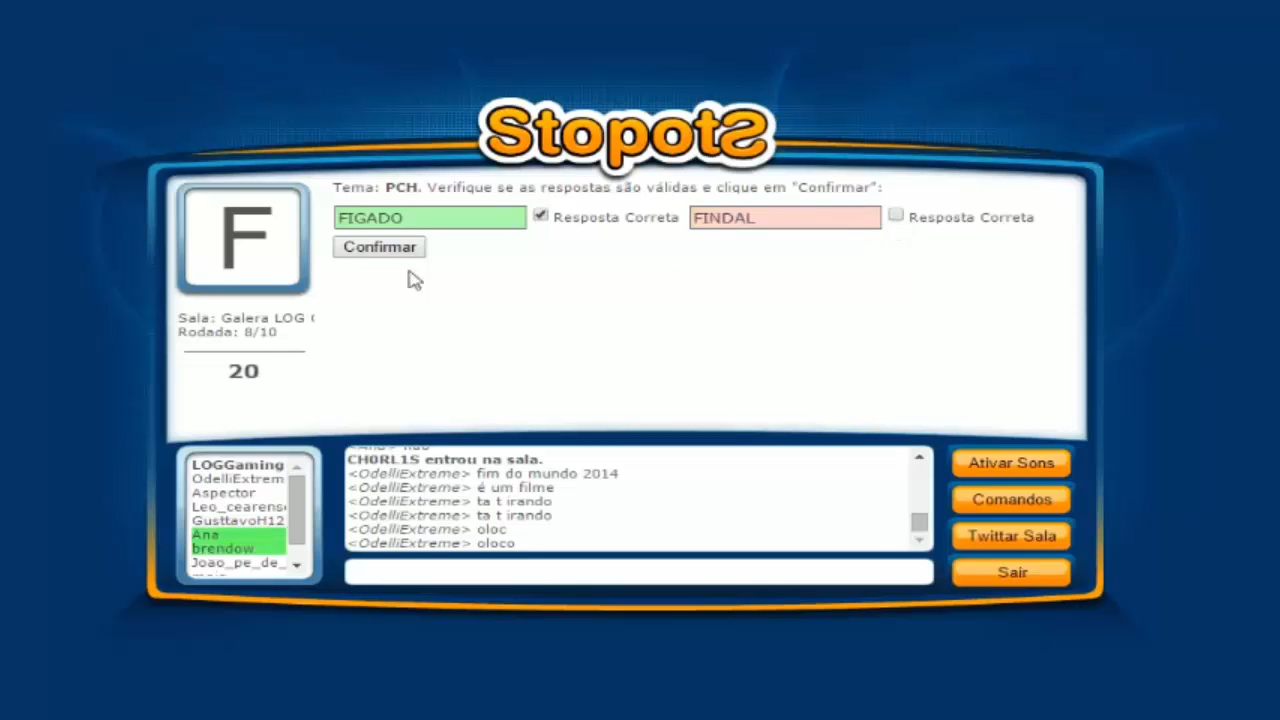 StopotS
Tema: PCH. Verifique se as respostas são válidas e clique em "Confirmar":
F
FIGADO Resposta Correta FINDAL Resposta Correta
Confirmar
Sala: Galera LOG
Rodada: 8/10
20
LOGGaming
OdelliExtrem
Aspector
Leo_cearens
GusttavoH12
Ana
brendow
Joao_pe_de_
CH0RL1S entrou na sala.
<OdelliExtreme> fim do mundo 2014
<OdelliExtreme> é um filme
<OdelliExtreme> ta t irando
<OdelliExtreme> ta t irando
<OdelliExtreme> oloc
<OdelliExtreme> oloco
Ativar Sons
Comandos
Twittar Sala
Sair